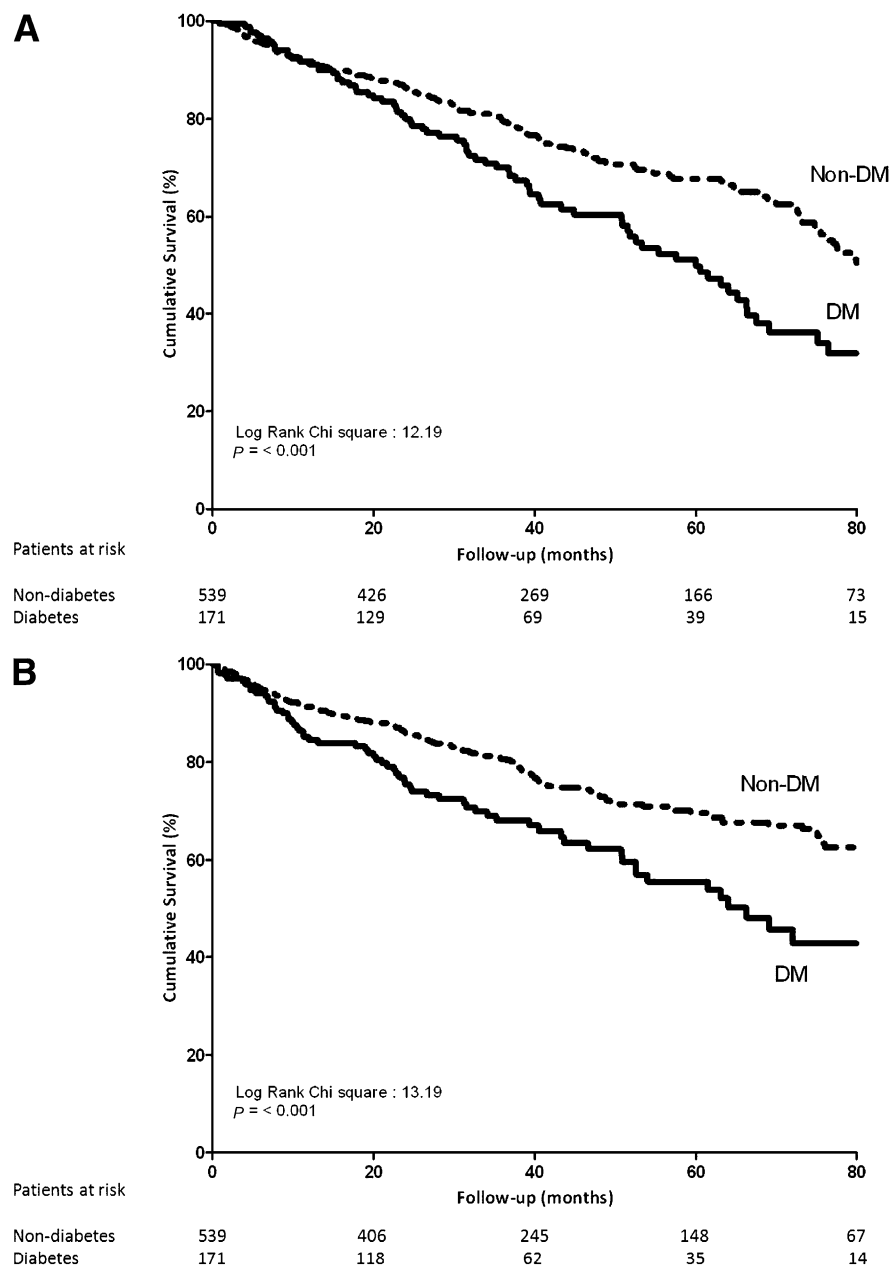 A
100
80
60
40
20
0
Cumulative Survival (%)
Non-DM
DM
Log Rank Chi square : 12.19
P = < 0.001
0 20 40 60 80
Follow-up (months)
Patients at risk
Non-diabetes 539 426 269 166 73
Diabetes 171 129 69 39 15
B
100
80
60
40
20
0
Cumulative Survival (%)
Non-DM
DM
Log Rank Chi square : 13.19
P = < 0.001
0 20 40 60 80
Follow-up (months)
Patients at risk
Non-diabetes 539 406 245 148 67
Diabetes 171 118 62 35 14